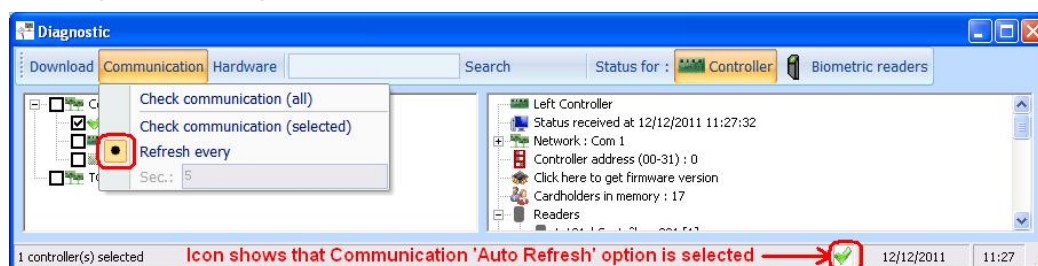 Diagnostic
Download Communication Hardware Search Status for : Controller Biometric readers
Check communication (all)
Check communication (selected)
Refresh every
Sec.: 5
Left Controller
Status received at 12/12/2011 11:27:32
Network : Com 1
Controller address (00-31) : 0
Click here to get firmware version
Cardholders in memory : 17
Readers
1 controller(s) selected Icon shows that Communication 'Auto Refresh' option is selected 12/12/2011 11:27